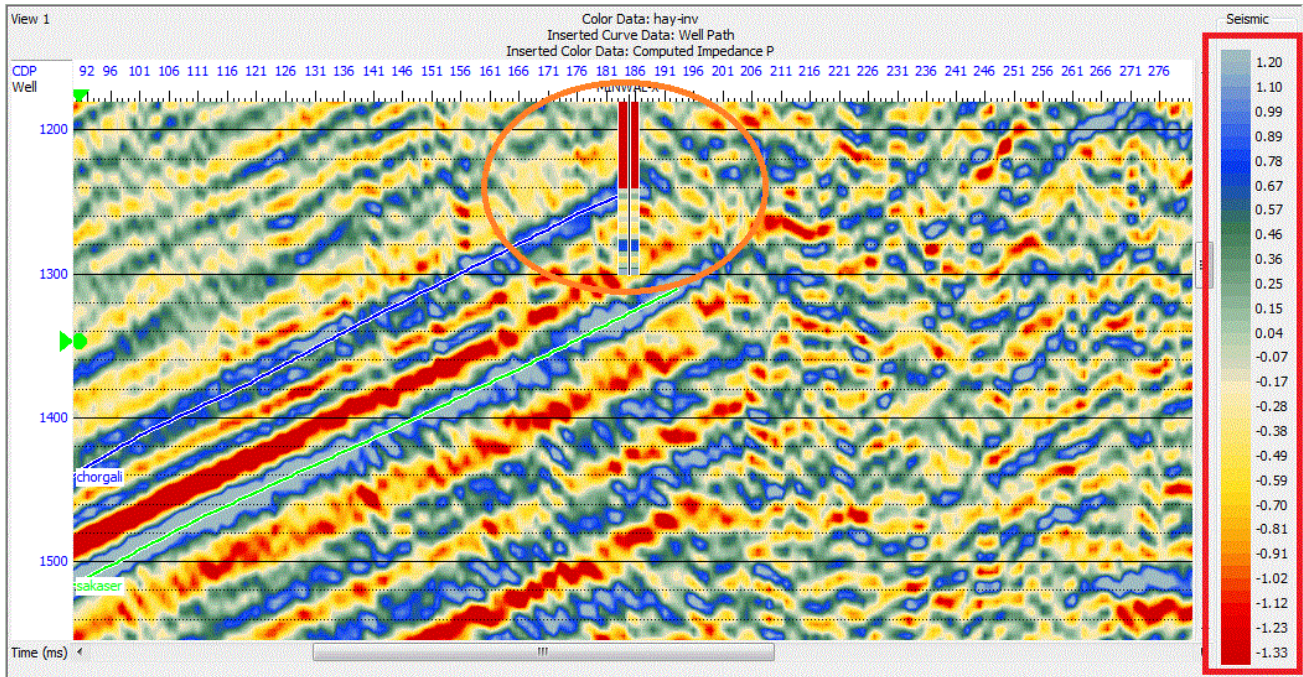 View 1
Color Data: hay-inv
Inserted Curve Data: Well Path
Inserted Color Data: Computed Impedance P
Seismic
CDP 92 96 101 106 111 116 121 126 131 136 141 146 151 156 161 166 171 176 181 186 191 196 201 206 211 216 221 226 231 236 241 246 251 256 261 266 271 276
Well
1200
1300
1400
chorgali
1500
sakaser
Time (ms)
1.20
1.10
0.99
0.89
0.78
0.67
0.57
0.46
0.36
0.25
0.15
0.04
-0.07
-0.17
-0.28
-0.38
-0.49
-0.59
-0.70
-0.81
-0.91
-1.02
-1.12
-1.23
-1.33